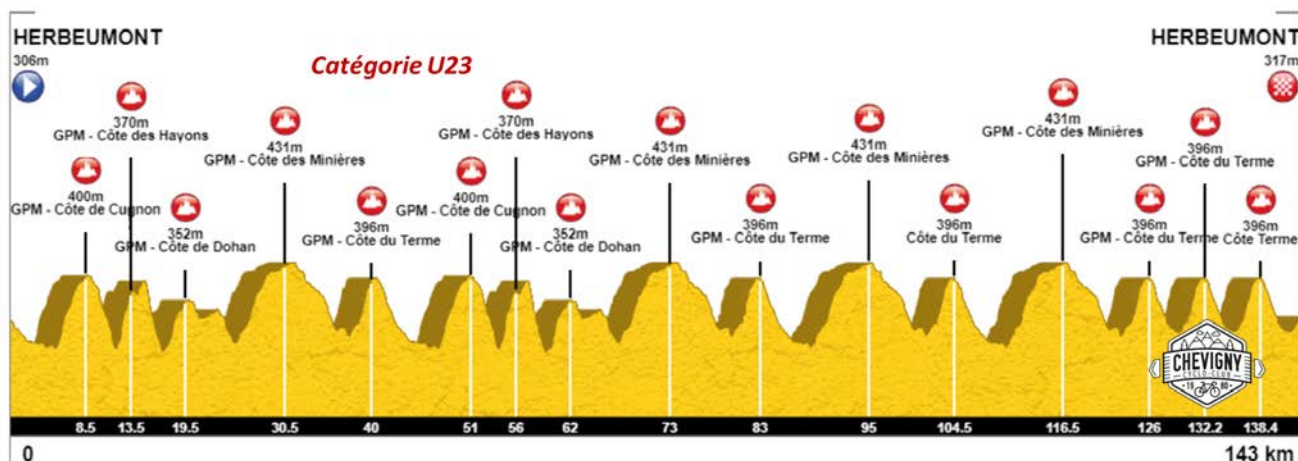 HERBEUMONT
306m
Catégorie U23
HERBEUMONT
317m
400m
GPM - Côte de Cugnon
370m
GPM - Côte des Hayons
352m
GPM - Côte de Dohan
431m
GPM - Côte des Minières
396m
GPM - Côte du Terme
400m
GPM - Côte de Cugnon
370m
GPM - Côte des Hayons
352m
GPM - Côte de Dohan
431m
GPM - Côte des Minières
396m
GPM - Côte du Terme
431m
GPM - Côte des Minières
396m
Côte du Terme
431m
GPM - Côte des Minières
396m
GPM - Côte du Terme
396m
GPM - Côte du Terme
396m
Côte Terme
CHEVIGNY
CYCLO-CLUB
1980
8.5 13.5 19.5 30.5 40 51 56 62 73 83 95 104.5 116.5 126 132.2 138.4
0 143 km